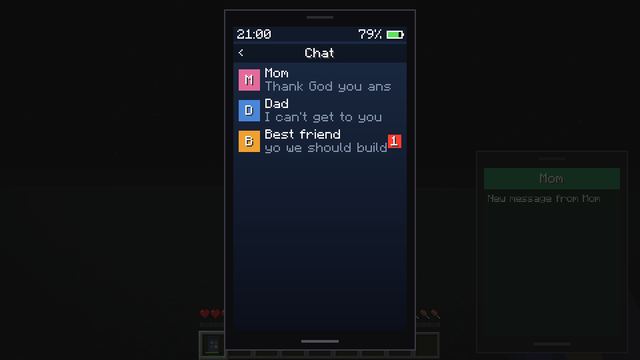 21:00 79%
< Chat
M Mom
Thank God you ans
D Dad
I can't get to you
B Best friend
yo we should build 1
Mom
New message from Mom